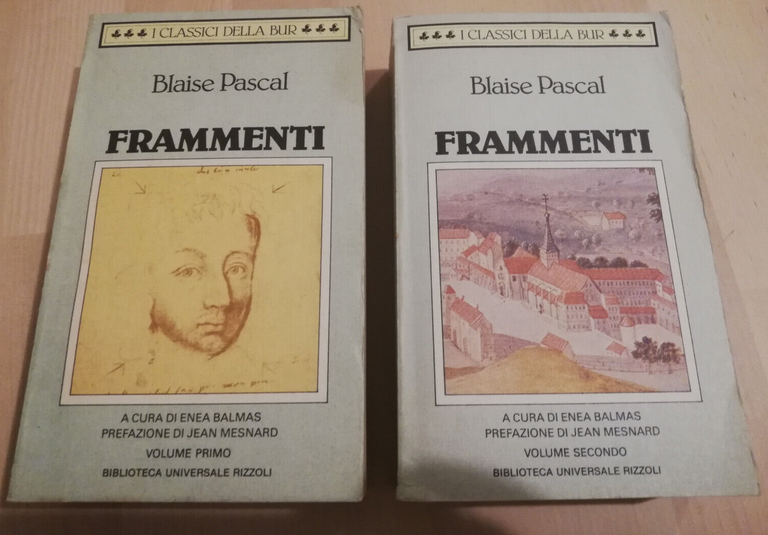 I CLASSICI DELLA BUR
Blaise Pascal
FRAMMENTI
A CURA DI ENEA BALMAS
PREFAZIONE DI JEAN MESNARD
VOLUME PRIMO
BIBLIOTECA UNIVERSALE RIZZOLI
I CLASSICI DELLA BUR
Blaise Pascal
FRAMMENTI
A CURA DI ENEA BALMAS
PREFAZIONE DI JEAN MESNARD
VOLUME SECONDO
BIBLIOTECA UNIVERSALE RIZZOLI